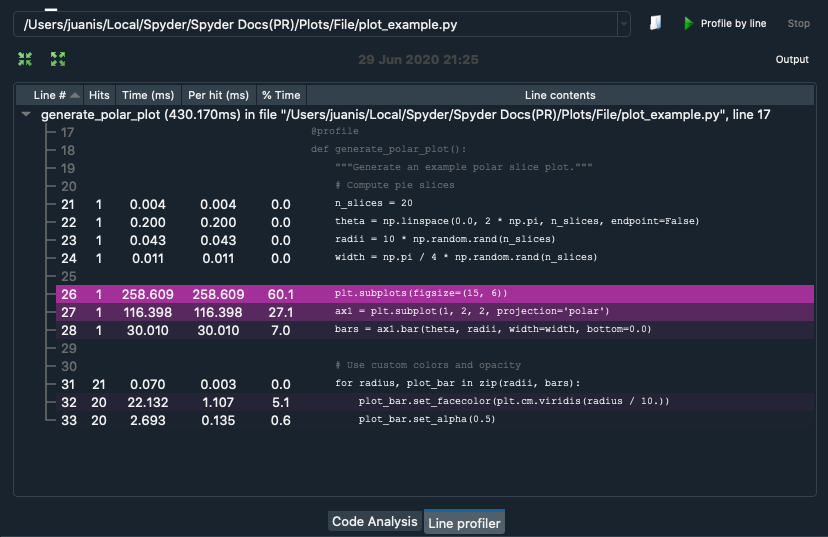 /Users/juanis/Local/Spyder/Spyder Docs(PR)/Plots/File/plot_example.py Profile by line Stop
29 Jun 2020 21:25 Output
Line # Hits Time (ms) Per hit (ms) % Time Line contents
generate_polar_plot (430.170ms) in file "/Users/juanis/Local/Spyder/Spyder Docs(PR)/Plots/File/plot_example.py", line 17
17 @profile
18 def generate_polar_plot():
19 """Generate an example polar slice plot."""
20 # Compute pie slices
21 1 0.004 0.004 0.0 n_slices = 20
22 1 0.200 0.200 0.0 theta = np.linspace(0.0, 2 * np.pi, n_slices, endpoint=False)
23 1 0.043 0.043 0.0 radii = 10 * np.random.rand(n_slices)
24 1 0.011 0.011 0.0 width = np.pi / 4 * np.random.rand(n_slices)
25
26 1 258.609 258.609 60.1 plt.subplots(figsize=(15, 6))
27 1 116.398 116.398 27.1 ax1 = plt.subplot(1, 2, 2, projection='polar')
28 1 30.010 30.010 7.0 bars = ax1.bar(theta, radii, width=width, bottom=0.0)
29
30 # Use custom colors and opacity
31 21 0.070 0.003 0.0 for radius, plot_bar in zip(radii, bars):
32 20 22.132 1.107 5.1 plot_bar.set_facecolor(plt.cm.viridis(radius / 10.))
33 20 2.693 0.135 0.6 plot_bar.set_alpha(0.5)
Code Analysis Line profiler